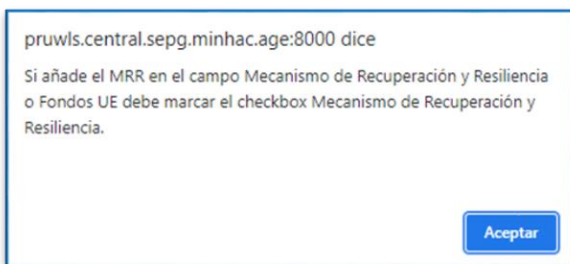 pruwls.central.sepg.minhac.age:8000 dice
Si añade el MRR en el campo Mecanismo de Recuperación y Resiliencia
o Fondos UE debe marcar el checkbox Mecanismo de Recuperación y
Resiliencia.
Aceptar